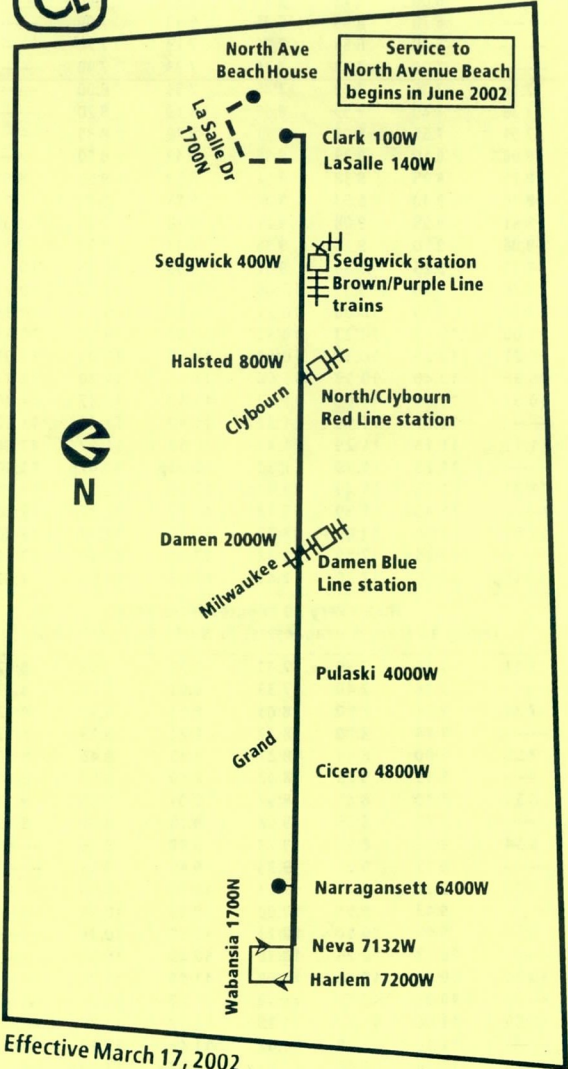 North Ave
Beach House
Service to
North Avenue Beach
begins in June 2002
La Salle Dr
1700N
Clark 100W
LaSalle 140W
Sedgwick 400W
Sedgwick station
Brown/Purple Line
trains
Halsted 800W
Clybourn
North/Clybourn
Red Line station
N
Damen 2000W
Milwaukee
Damen Blue
Line station
Pulaski 4000W
Grand
Cicero 4800W
Narragansett 6400W
Wabansia 1700N
Neva 7132W
Harlem 7200W
Effective March 17, 2002